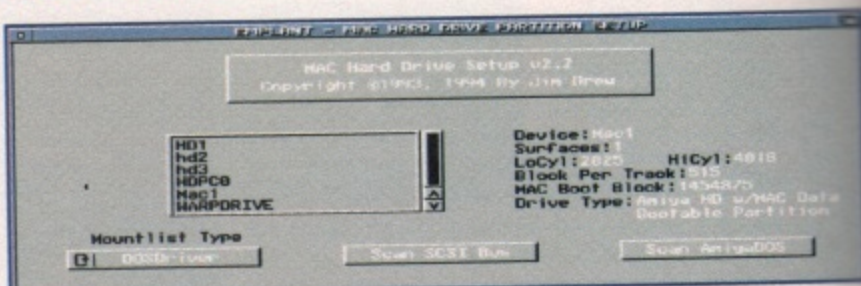 EMPLANT - MAC HARD DRIVE PARTITION SETUP
MAC Hard Drive Setup v2.2
Copyright ©1993, 1994 By Jim Drew
HD1
hd2
hd3
WDPC0
Mac1
WARPDRIVE
Device:Mac1
Surfaces:1
LoCyl:2825 HiCyl:4018
Block Per Track:515
MAC Boot Block:1454875
Drive Type:Amiga HD w/MAC Data
Bootable Partition
Mountlist Type
DOSDriver
Scan SCSI Bus
Scan AmigaDOS